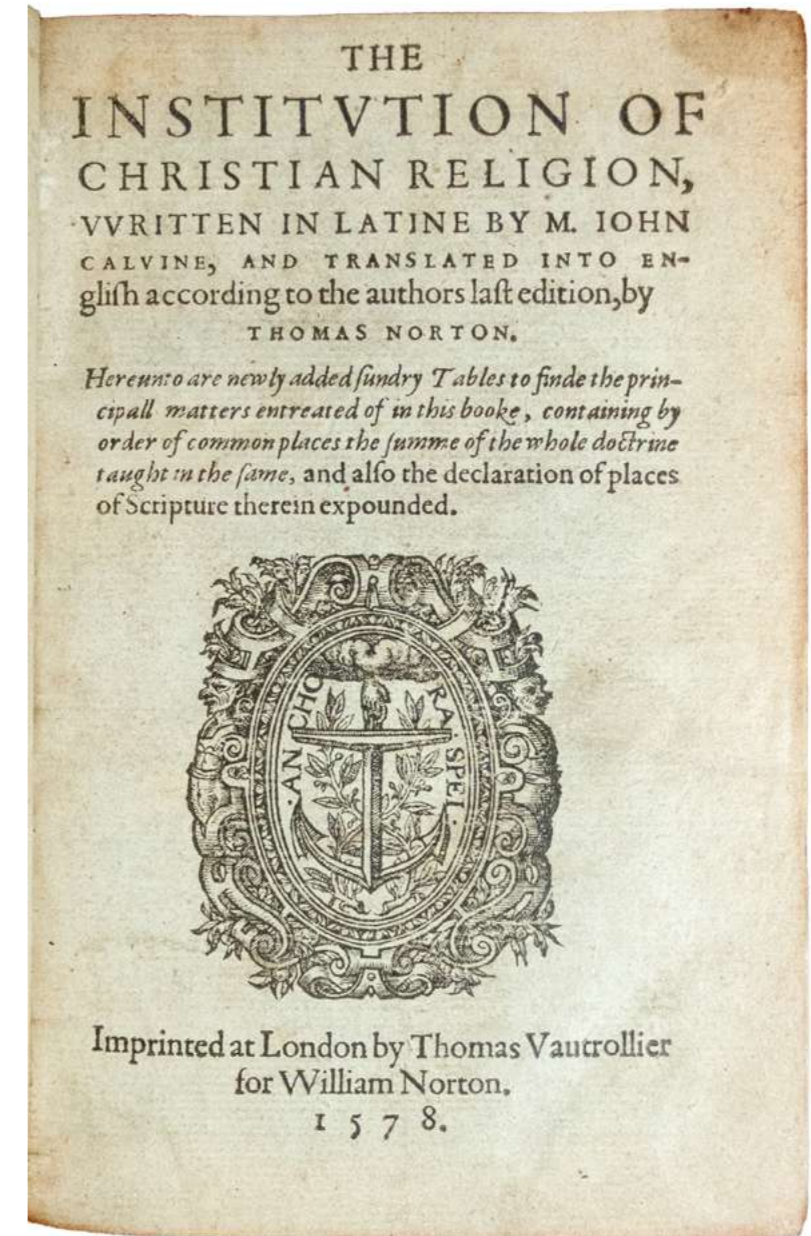 THE
INSTITVTION OF
CHRISTIAN RELIGION,
VVRITTEN IN LATINE BY M. IOHN
CALVINE, AND TRANSLATED INTO EN-
gliſh according to the authors laſt edition, by
THOMAS NORTON.
Hereunto are newly added ſundry Tables to finde the prin-
cipall matters entreated of in this booke, containing by
order of common places the ſumme of the whole doctrine
taught in the ſame, and alſo the declaration of places
of Scripture therein expounded.
·ANCHORA·SPEI·
Imprinted at London by Thomas Vautrollier
for William Norton.
1578.